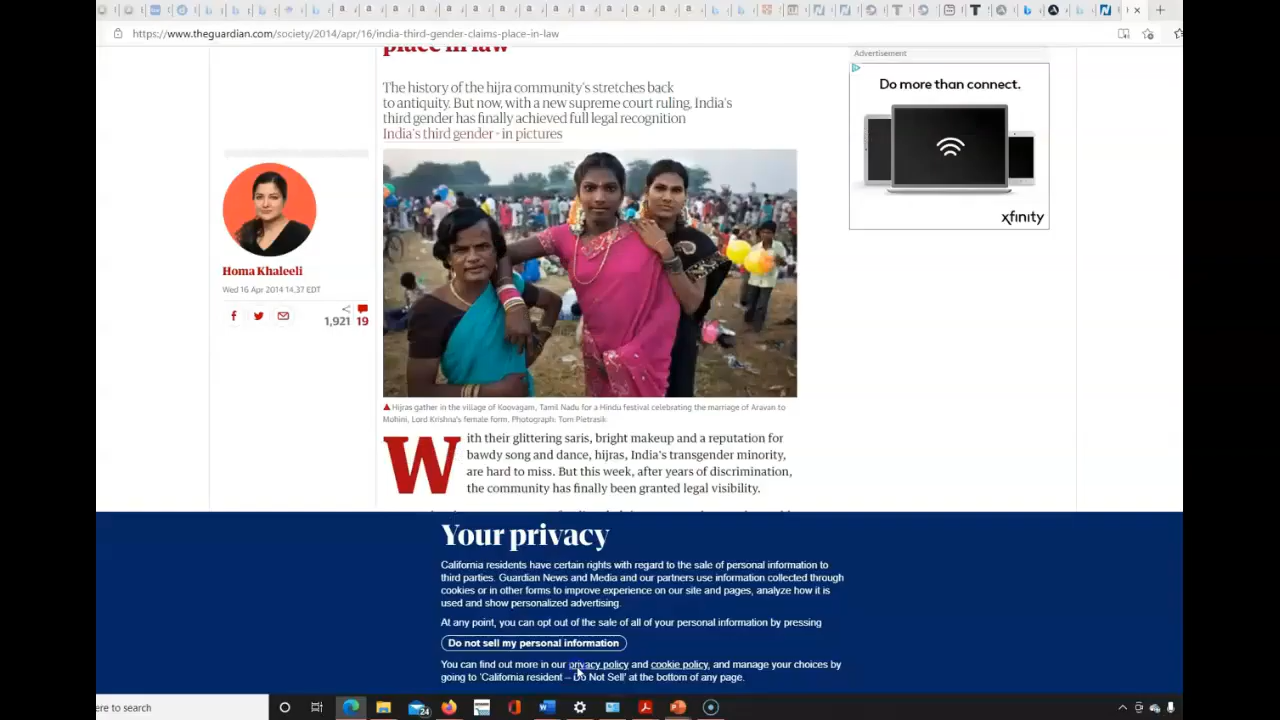 https://www.theguardian.com/society/2014/apr/16/india-third-gender-claims-place-in-law
place in law
The history of the hijra community's stretches back
to antiquity. But now, with a new supreme court ruling, India's
third gender has finally achieved full legal recognition
India's third gender - in pictures
Homa Khaleeli
Wed 16 Apr 2014 14.37 EDT
1,921 19
Hijras gather in the village of Koovagam, Tamil Nadu for a Hindu festival celebrating the marriage of Aravan to
Mohini, Lord Krishna's female form. Photograph: Tom Pietrasik
With their glittering saris, bright makeup and a reputation for
bawdy song and dance, hijras, India's transgender minority,
are hard to miss. But this week, after years of discrimination,
the community has finally been granted legal visibility.
Advertisement
Do more than connect.
xfinity
Your privacy
California residents have certain rights with regard to the sale of personal information to
third parties. Guardian News and Media and our partners use information collected through
cookies or in other forms to improve experience on our site and pages, analyze how it is
used and show personalized advertising.
At any point, you can opt out of the sale of all of your personal information by pressing
Do not sell my personal information
You can find out more in our privacy policy and cookie policy, and manage your choices by
going to 'California resident – Do Not Sell' at the bottom of any page.
ere to search
24